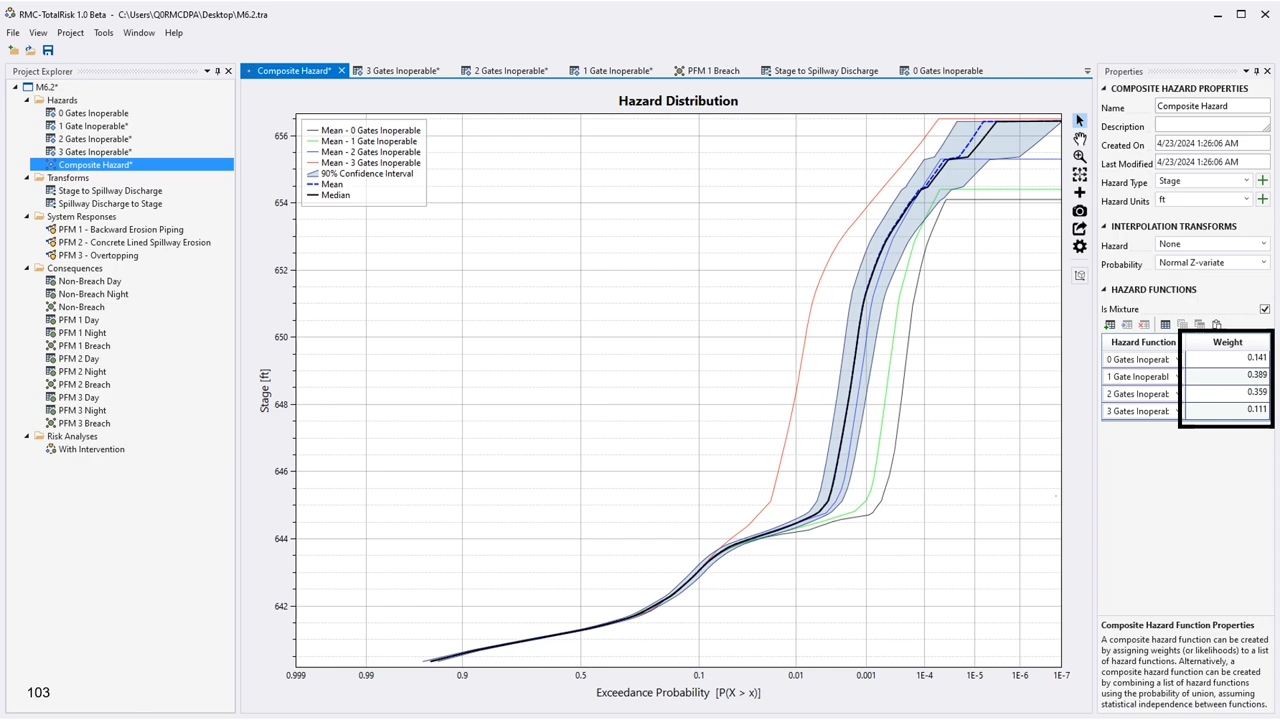 RMC-TotalRisk 1.0 Beta - C:\Users\Q0RMCDPA\Desktop\M6.2.tra
File View Project Tools Window Help
Project Explorer
M6.2*
Hazards
0 Gates Inoperable
1 Gate Inoperable*
2 Gates Inoperable*
3 Gates Inoperable*
Composite Hazard*
Transforms
Stage to Spillway Discharge
Spillway Discharge to Stage
System Responses
PFM 1 - Backward Erosion Piping
PFM 2 - Concrete Lined Spillway Erosion
PFM 3 - Overtopping
Consequences
Non-Breach Day
Non-Breach Night
Non-Breach
PFM 1 Day
PFM 1 Night
PFM 1 Breach
PFM 2 Day
PFM 2 Night
PFM 2 Breach
PFM 3 Day
PFM 3 Night
PFM 3 Breach
Risk Analyses
With Intervention
103
Composite Hazard* 3 Gates Inoperable* 2 Gates Inoperable* 1 Gate Inoperable* PFM 1 Breach Stage to Spillway Discharge 0 Gates Inoperable
Hazard Distribution
Mean - 0 Gates Inoperable
Mean - 1 Gate Inoperable
Mean - 2 Gates Inoperable
Mean - 3 Gates Inoperable
90% Confidence Interval
Mean
Median
Stage [ft]
656
654
652
650
648
646
644
642
0.999 0.99 0.9 0.5 0.1 0.01 0.001 1E-4 1E-5 1E-6 1E-7
Exceedance Probability [P(X > x)]
Properties
COMPOSITE HAZARD PROPERTIES
Name Composite Hazard
Description
Created On 4/23/2024 1:26:06 AM
Last Modified 4/23/2024 1:26:06 AM
Hazard Type Stage
Hazard Units ft
INTERPOLATION TRANSFORMS
Hazard None
Probability Normal Z-variate
HAZARD FUNCTIONS
Is Mixture
Hazard Function Weight
0 Gates Inoperat 0.141
1 Gate Inoperabl 0.389
2 Gates Inoperat 0.359
3 Gates Inoperat 0.111
Composite Hazard Function Properties
A composite hazard function can be created
by assigning weights (or likelihoods) to a list
of hazard functions. Alternatively, a
composite hazard function can be created
by combining a list of hazard functions
using the probability of union, assuming
statistical independence between functions.